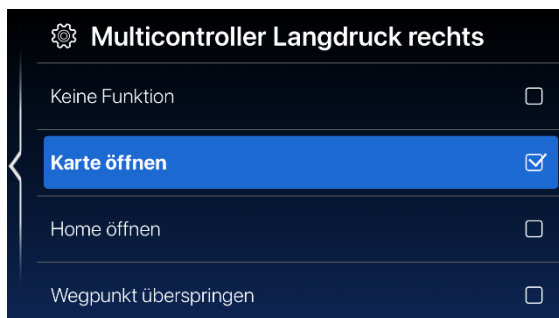 Multicontroller Langdruck rechts
Keine Funktion
Karte öffnen
Home öffnen
Wegpunkt überspringen